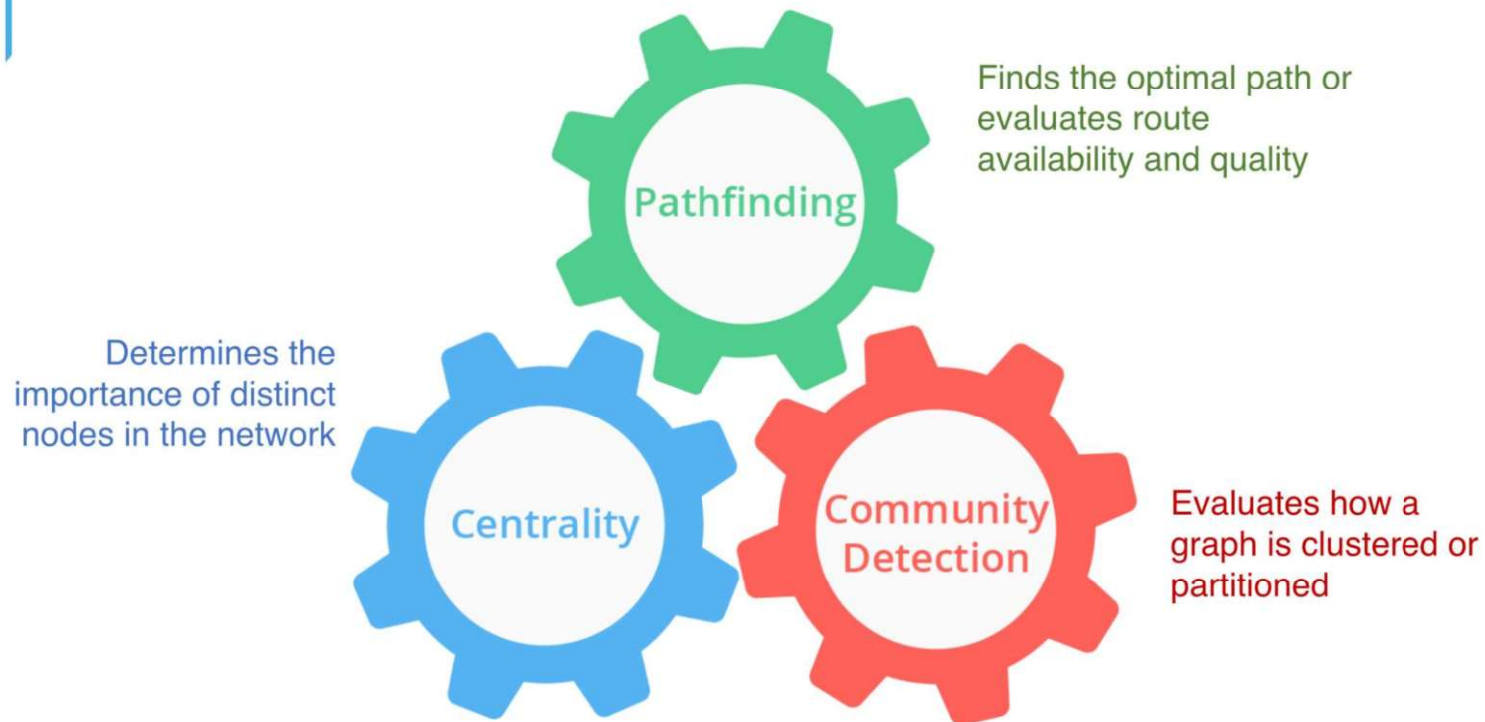 Finds the optimal path or
evaluates route
availability and quality
Pathfinding
Determines the
importance of distinct
nodes in the network
Centrality
Community
Detection
Evaluates how a
graph is clustered or
partitioned